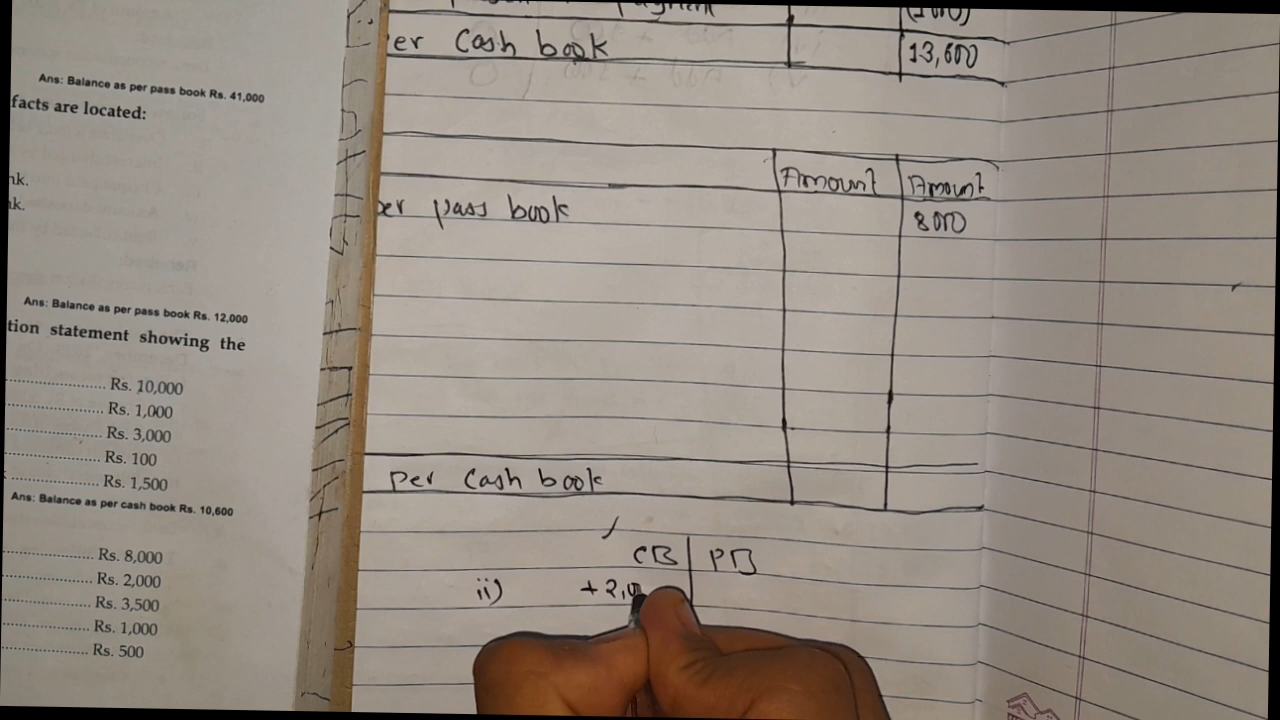 Ans: Balance as per pass book Rs. 41,000
facts are located:
nk.
nk.
Ans: Balance as per pass book Rs. 12,000
tion statement showing the
Rs. 10,000
Rs. 1,000
Rs. 3,000
Rs. 100
Rs. 1,500
Ans: Balance as per cash book Rs. 10,600
Rs. 8,000
Rs. 2,000
Rs. 3,500
Rs. 1,000
Rs. 500
er Cash book 13,600
Amount Amount
per pass book 8000
per Cash book
CB PB
ii) +2,0